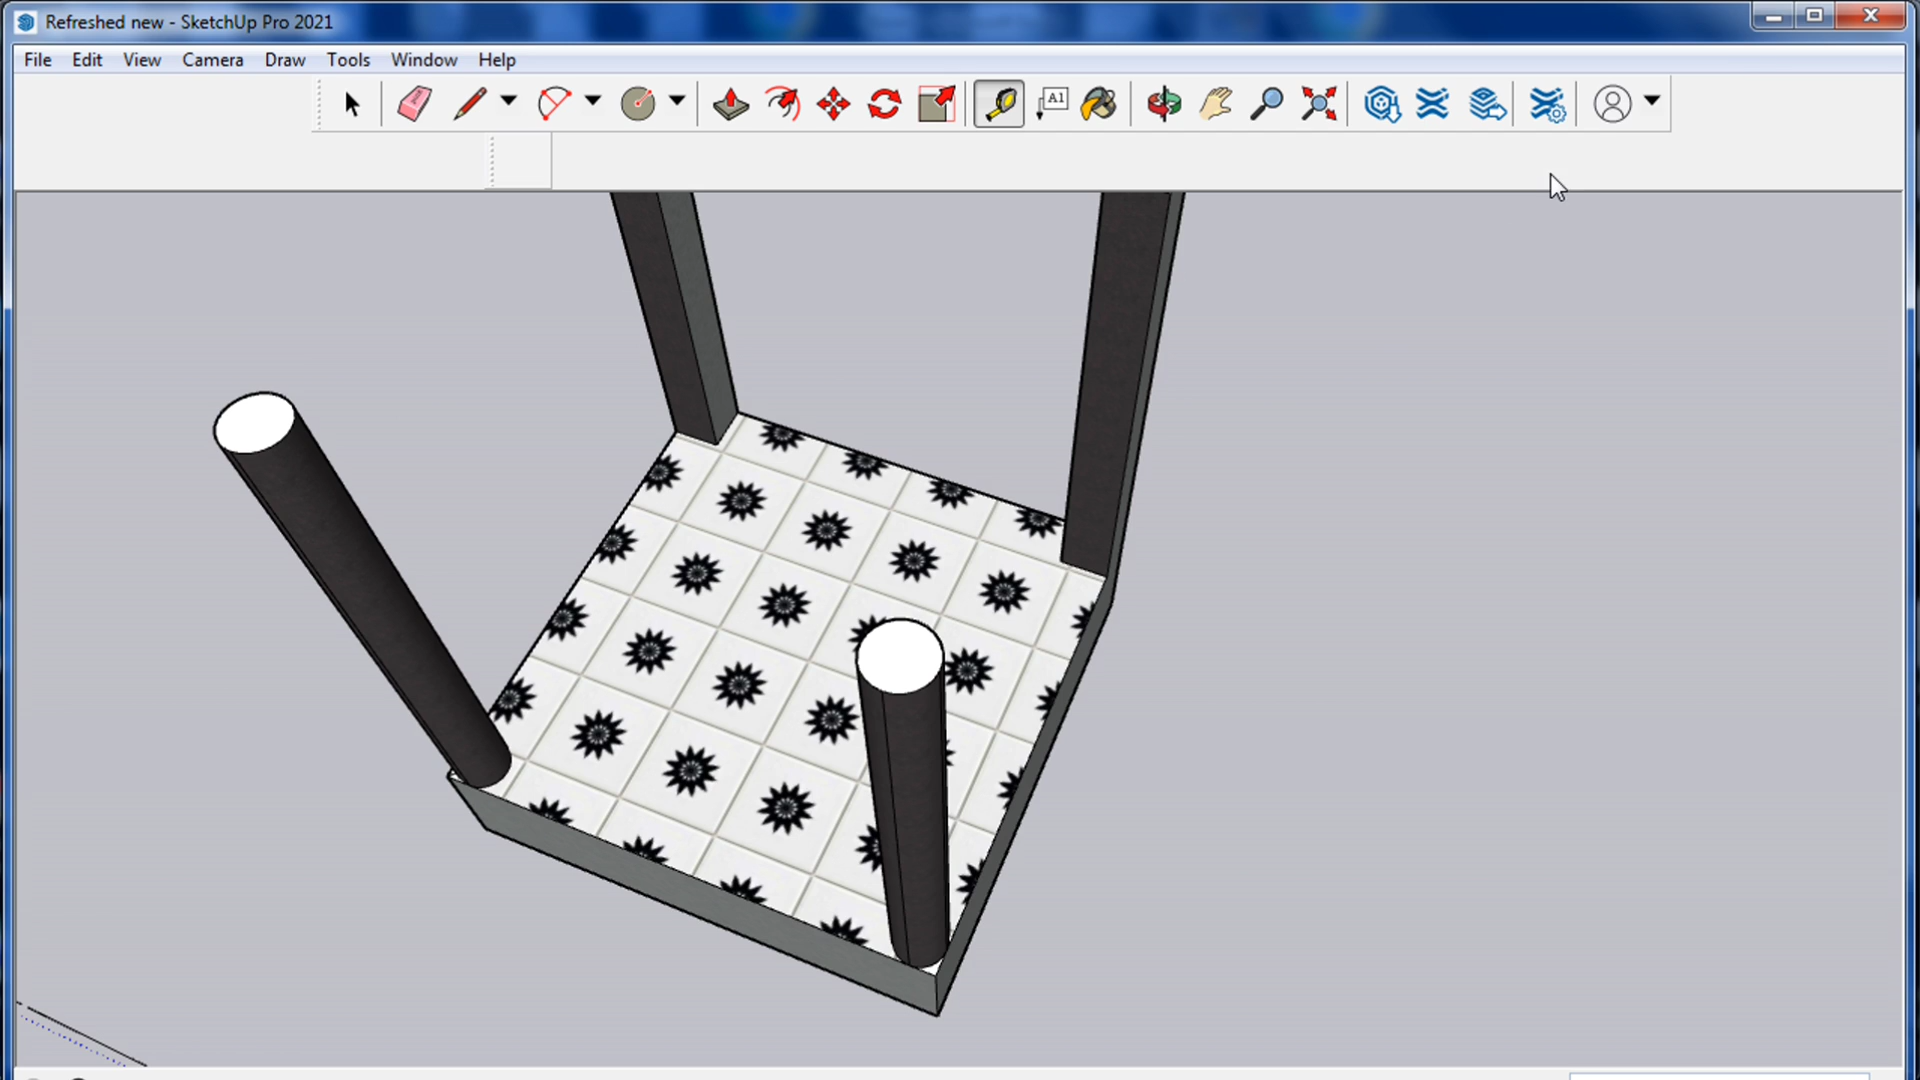 Refreshed new - SketchUp Pro 2021
File Edit View Camera Draw Tools Window Help
A1